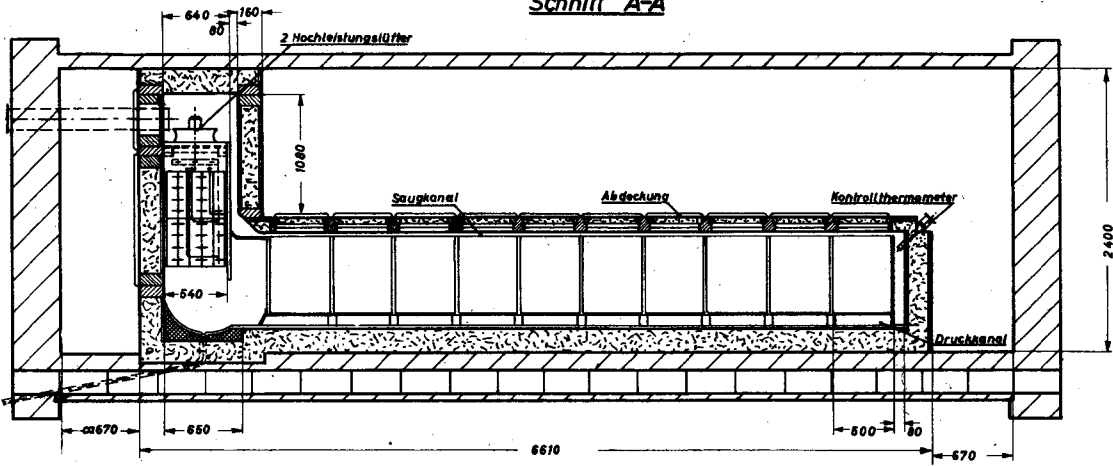 Schnitt A-A
640
160
80
2 Hochleistungslüfter
1080
Saugkanal
Abdeckung
Kontrollthermometer
2400
540
Druckkanal
ca670
650
500
80
6610
670